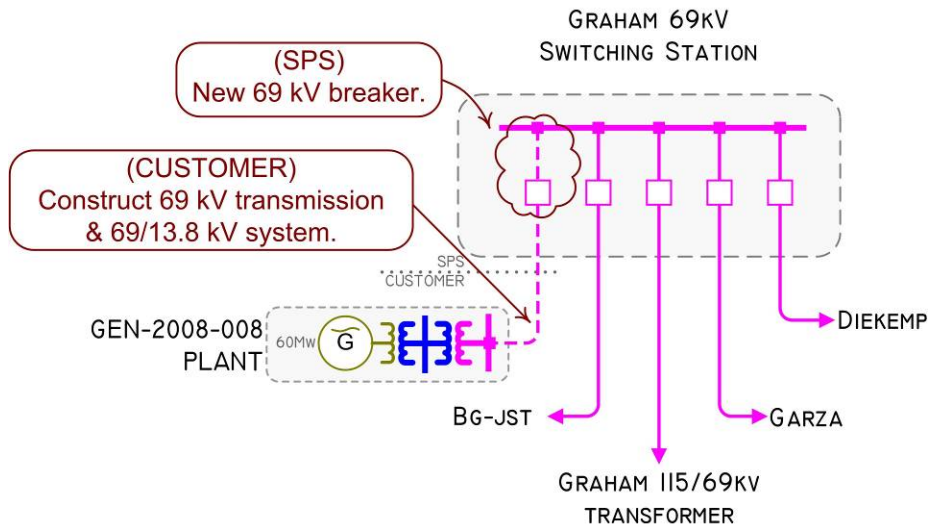 GRAHAM 69KV
SWITCHING STATION
(SPS)
New 69 kV breaker.
(CUSTOMER)
Construct 69 kV transmission
& 69/13.8 kV system.
SPS
CUSTOMER
GEN-2008-008
PLANT
60MW
G
DIEKEMP
BG-JST
GARZA
GRAHAM 115/69KV
TRANSFORMER